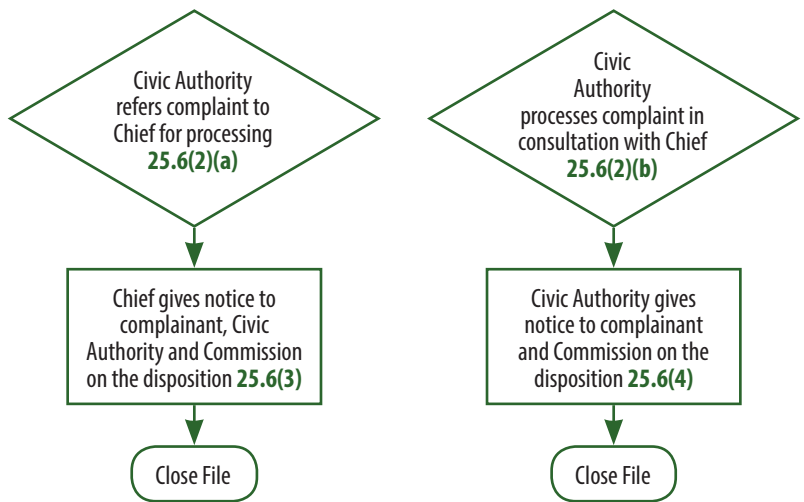 Civic Authority
refers complaint to
Chief for processing
25.6(2)(a)
Chief gives notice to
complainant, Civic
Authority and Commission
on the disposition 25.6(3)
Close File
Civic
Authority
processes complaint in
consultation with Chief
25.6(2)(b)
Civic Authority gives
notice to complainant
and Commission on the
disposition 25.6(4)
Close File